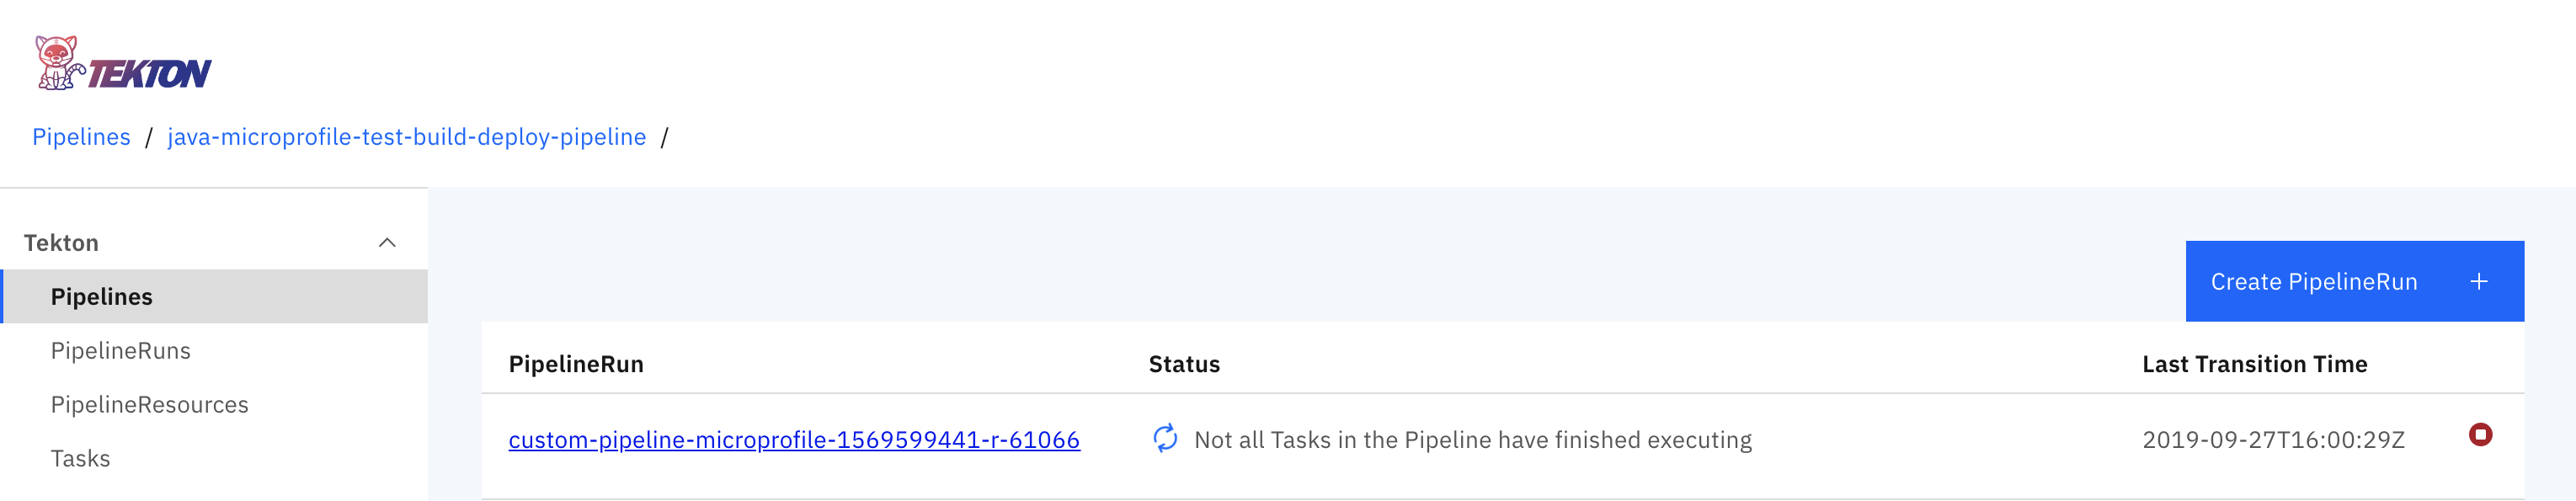 TEKTON
Pipelines / java-microprofile-test-build-deploy-pipeline /
Tekton
Pipelines
PipelineRuns
PipelineResources
Tasks
Create PipelineRun +
PipelineRun Status Last Transition Time
custom-pipeline-microprofile-1569599441-r-61066 Not all Tasks in the Pipeline have finished executing 2019-09-27T16:00:29Z